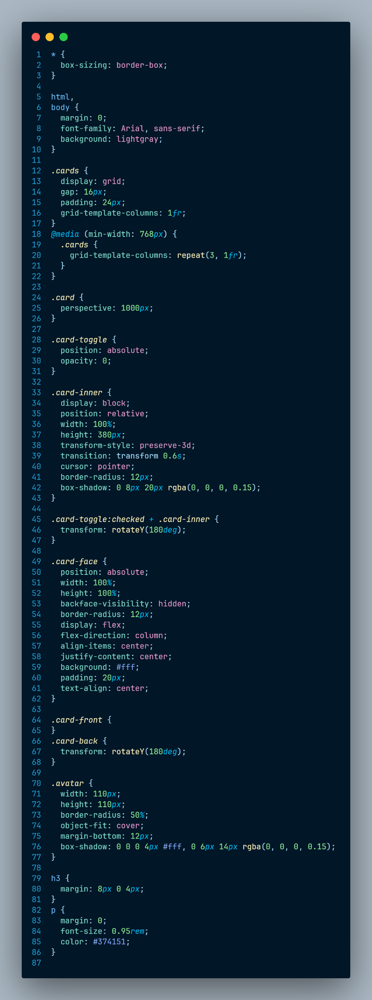 1 * {
2   box-sizing: border-box;
3 }
4
5 html,
6 body {
7   margin: 0;
8   font-family: Arial, sans-serif;
9   background: lightgray;
10 }
11
12 .cards {
13   display: grid;
14   gap: 16px;
15   padding: 24px;
16   grid-template-columns: 1fr;
17 }
18 @media (min-width: 768px) {
19   .cards {
20     grid-template-columns: repeat(3, 1fr);
21   }
22 }
23
24 .card {
25   perspective: 1000px;
26 }
27
28 .card-toggle {
29   position: absolute;
30   opacity: 0;
31 }
32
33 .card-inner {
34   display: block;
35   position: relative;
36   width: 100%;
37   height: 380px;
38   transform-style: preserve-3d;
39   transition: transform 0.6s;
40   cursor: pointer;
41   border-radius: 12px;
42   box-shadow: 0 8px 20px rgba(0, 0, 0, 0.15);
43 }
44
45 .card-toggle:checked + .card-inner {
46   transform: rotateY(180deg);
47 }
48
49 .card-face {
50   position: absolute;
51   width: 100%;
52   height: 100%;
53   backface-visibility: hidden;
54   border-radius: 12px;
55   display: flex;
56   flex-direction: column;
57   align-items: center;
58   justify-content: center;
59   background: #fff;
60   padding: 20px;
61   text-align: center;
62 }
63
64 .card-front {
65 }
66 .card-back {
67   transform: rotateY(180deg);
68 }
69
70 .avatar {
71   width: 110px;
72   height: 110px;
73   border-radius: 50%;
74   object-fit: cover;
75   margin-bottom: 12px;
76   box-shadow: 0 0 0 4px #fff, 0 6px 14px rgba(0, 0, 0, 0.15);
77 }
78
79 h3 {
80   margin: 8px 0 4px;
81 }
82 p {
83   margin: 0;
84   font-size: 0.95rem;
85   color: #374151;
86 }
87